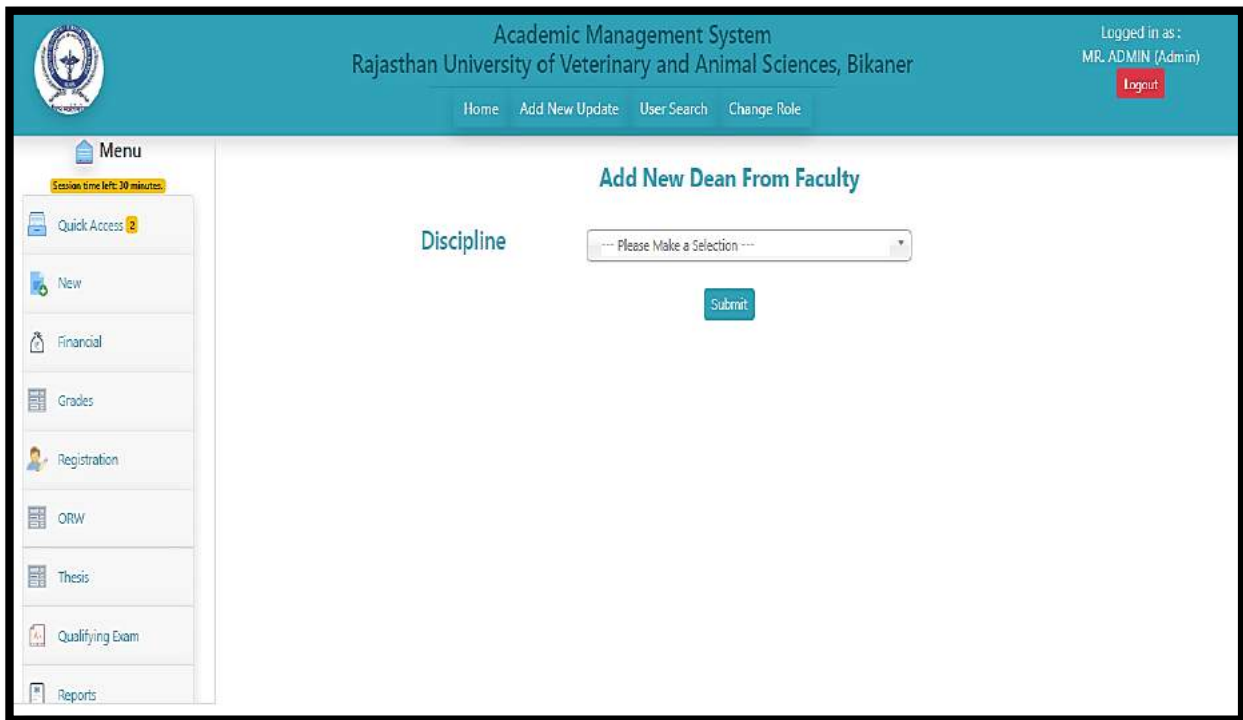 Academic Management System
Rajasthan University of Veterinary and Animal Sciences, Bikaner
Home Add New Update User Search Change Role
Logged in as :
MR. ADMIN (Admin)
Logout
Menu
Session time left: 30 minutes.
Quick Access 2
New
Financial
Grades
Registration
ORW
Thesis
Qualifying Exam
Reports
Add New Dean From Faculty
Discipline
--- Please Make a Selection ---
Submit